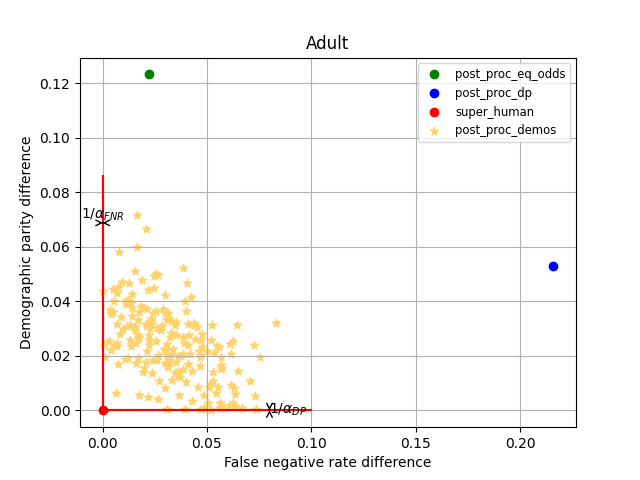 Adult
post_proc_eq_odds
post_proc_dp
super_human
post_proc_demos
Demographic parity difference
0.12
0.10
0.08
0.06
0.04
0.02
0.00
1/α_FNR
1/α_DP
0.00 0.05 0.10 0.15 0.20
False negative rate difference